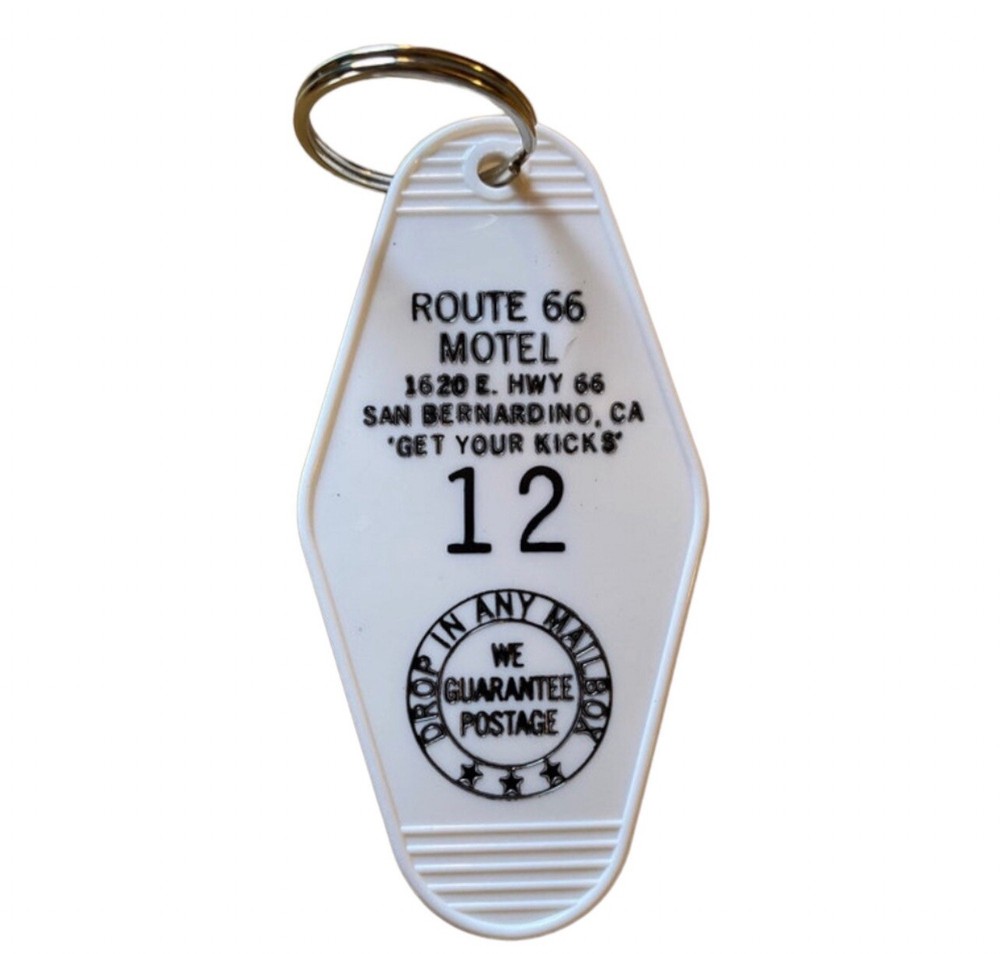 ROUTE 66
MOTEL
1620 E. HWY 66
SAN BERNARDINO, CA
'GET YOUR KICKS'
12
DROP IN ANY MAILBOX
WE
GUARANTEE
POSTAGE